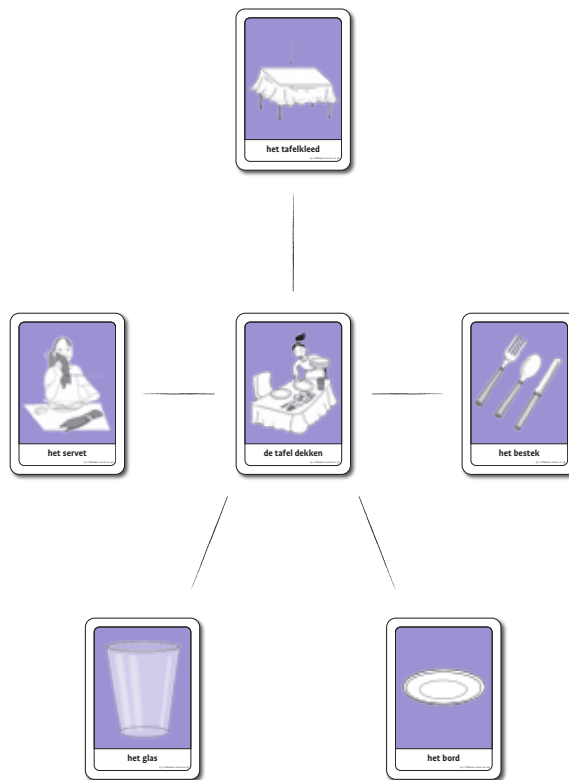 het tafelkleed
het servet
de tafel dekken
het bestek
het glas
het bord